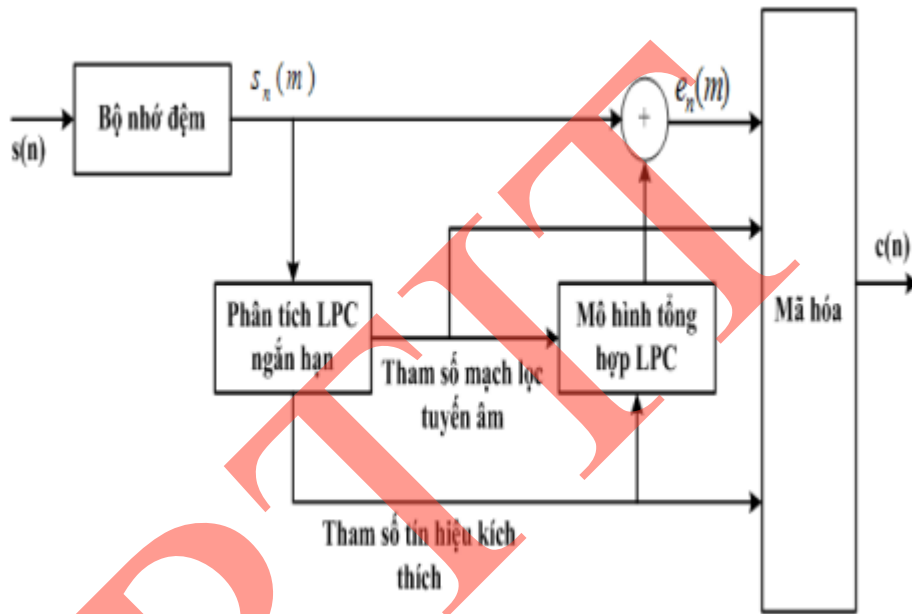 s_n(m)
e_n(m)
Bộ nhớ đệm
s(n)
+
c(n)
Phân tích LPC
ngắn hạn
Mô hình tổng
hợp LPC
Mã hóa
Tham số mạch lọc
tuyến âm
Tham số tín hiệu kích
thích
PTIT